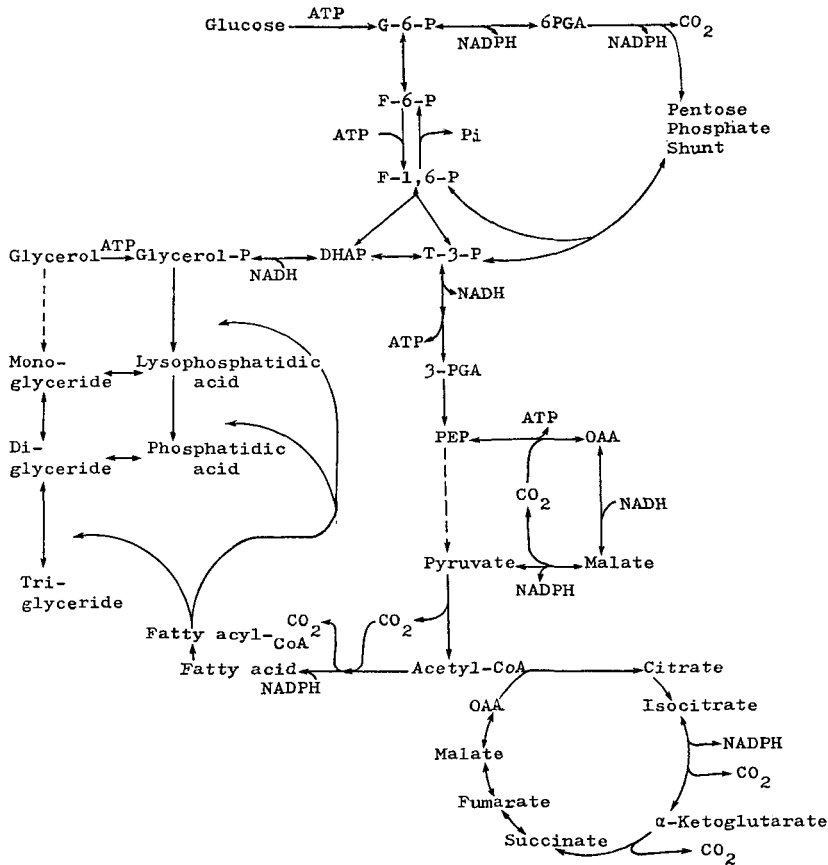 ATP
Glucose G-6-P 6PGA CO2
NADPH NADPH
F-6-P
Pentose
Phosphate
Shunt
ATP Pi
F-1,6-P
ATP
Glycerol Glycerol-P DHAP T-3-P
NADH
NADH
ATP
Mono-
glyceride
Lysophosphatidic
acid
3-PGA
ATP
PEP OAA
Di-
glyceride
Phosphatidic
acid
CO2 NADH
Pyruvate Malate
NADPH
Tri-
glyceride
CO2 CO2
Fatty acyl-CoA
Fatty acid Acetyl-CoA Citrate
NADPH
OAA Isocitrate
NADPH
Malate
CO2
Fumarate
α-Ketoglutarate
Succinate CO2